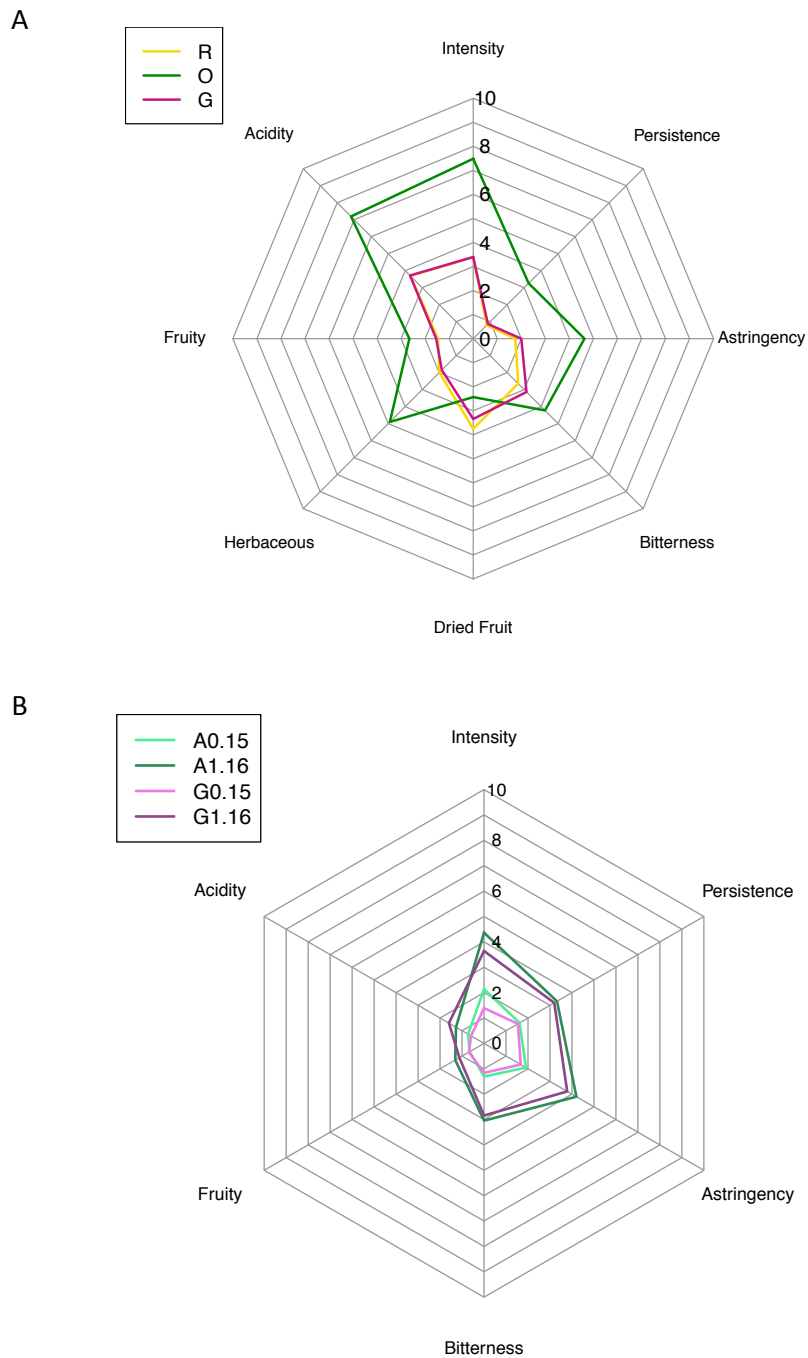 A
R
O
G
Intensity
Acidity
Persistence
10
8
6
4
2
0
Fruity
Astringency
Herbaceous
Bitterness
Dried Fruit
B
A0.15
A1.16
G0.15
G1.16
Intensity
10
8
6
4
2
0
Acidity
Persistence
Fruity
Astringency
Bitterness